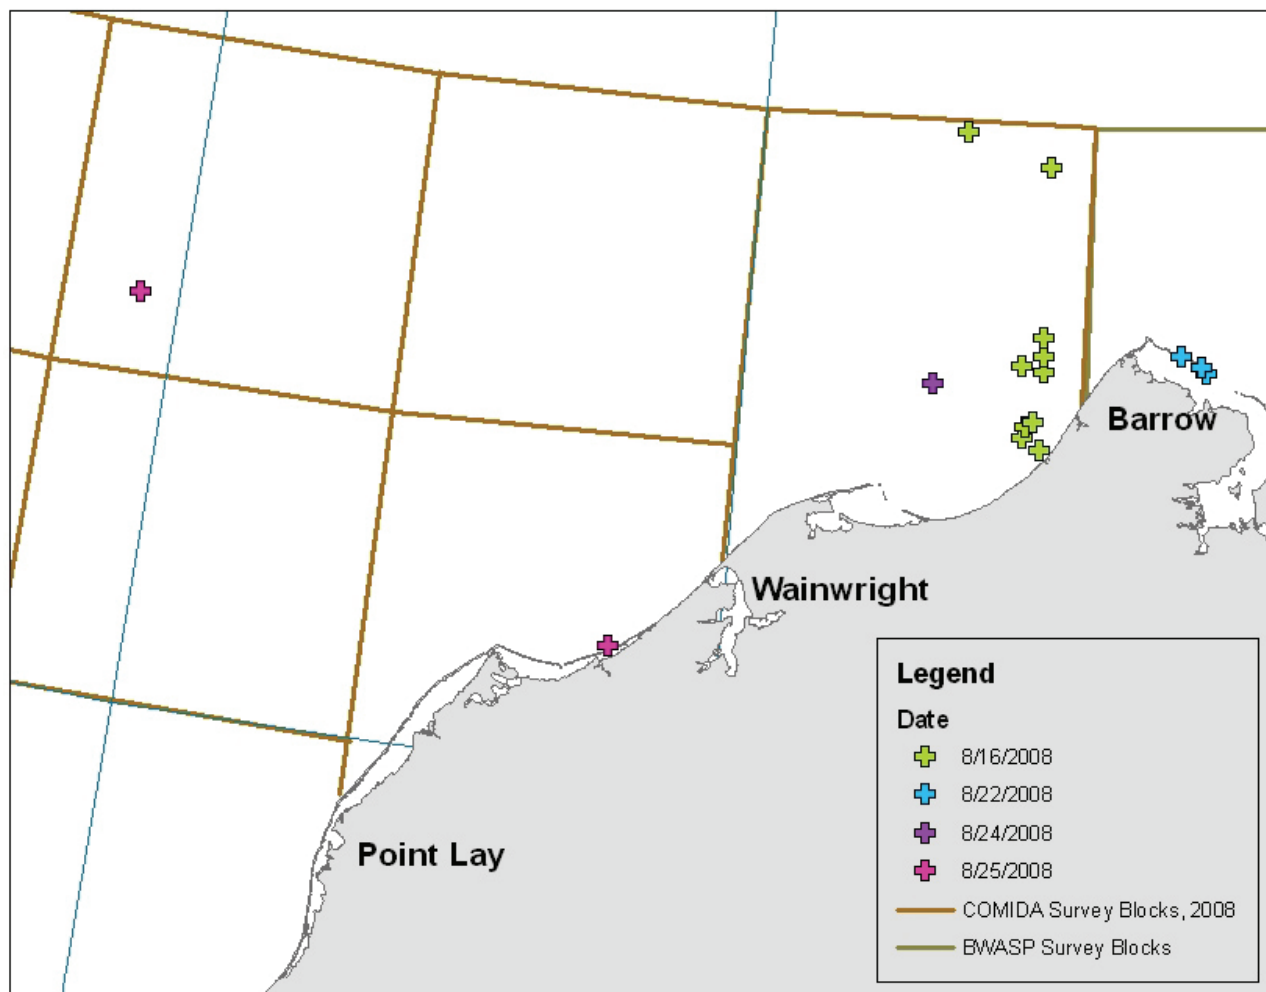 Barrow
Wainwright
Point Lay
Legend
Date
8/16/2008
8/22/2008
8/24/2008
8/25/2008
COMIDA Survey Blocks, 2008
BWASP Survey Blocks